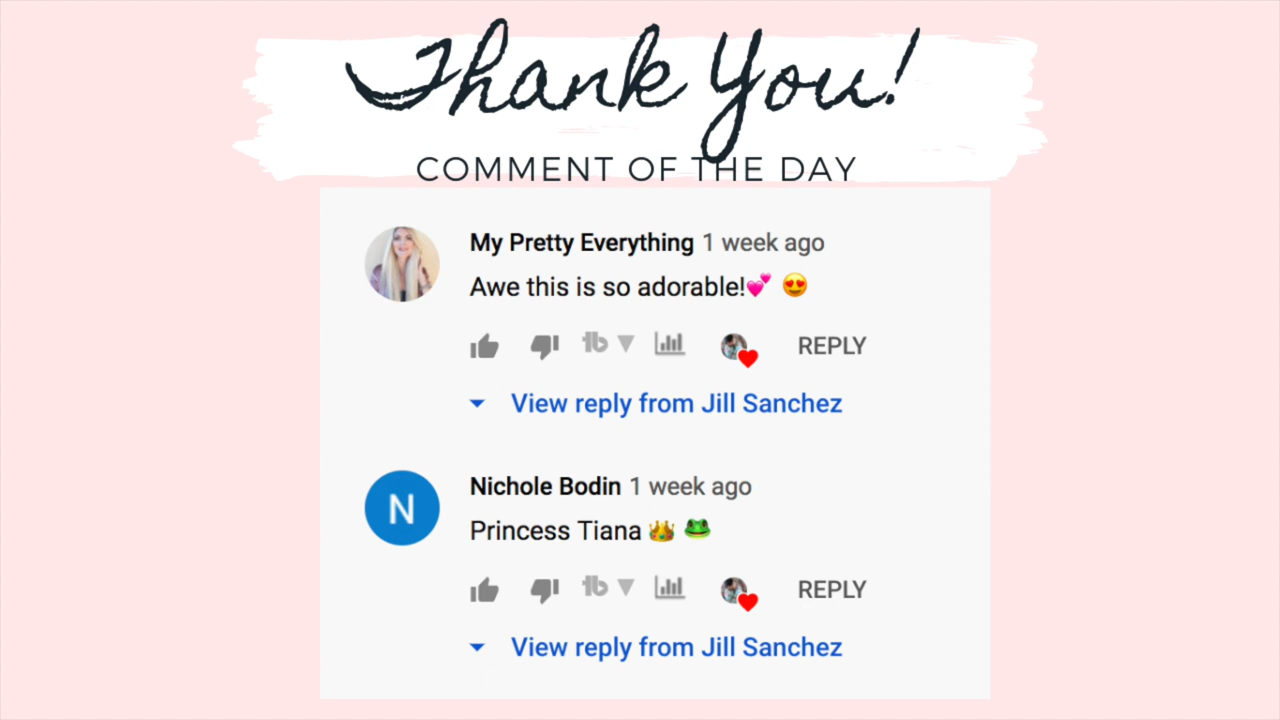 Thank You!
COMMENT OF THE DAY
My Pretty Everything 1 week ago
Awe this is so adorable!💕 😍
REPLY
View reply from Jill Sanchez
N
Nichole Bodin 1 week ago
Princess Tiana 👑 🐸
REPLY
View reply from Jill Sanchez